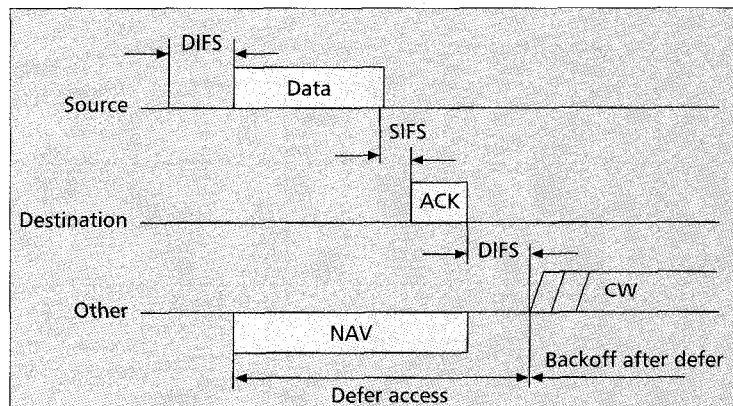 DIFS
Data
Source
SIFS
ACK
Destination
DIFS
CW
Other
NAV
Backoff after defer
Defer access